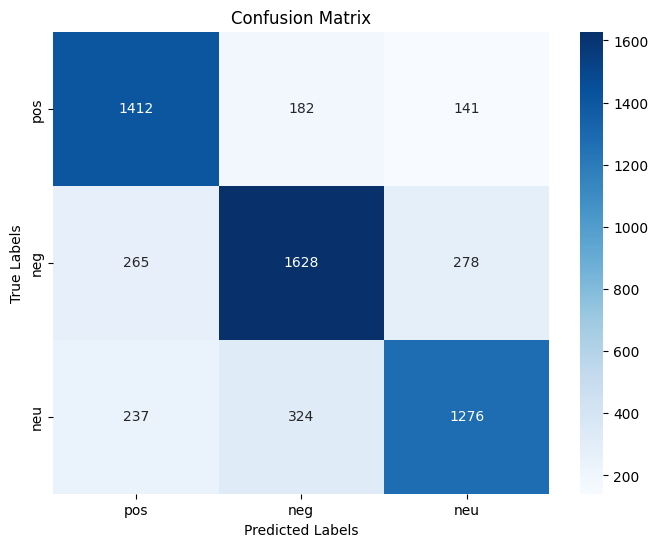 Confusion Matrix
1600
pos 1412 182 141
1400
1200
True Labels
neg 265 1628 278
1000
800
600
neu 237 324 1276
400
200
pos neg neu
Predicted Labels